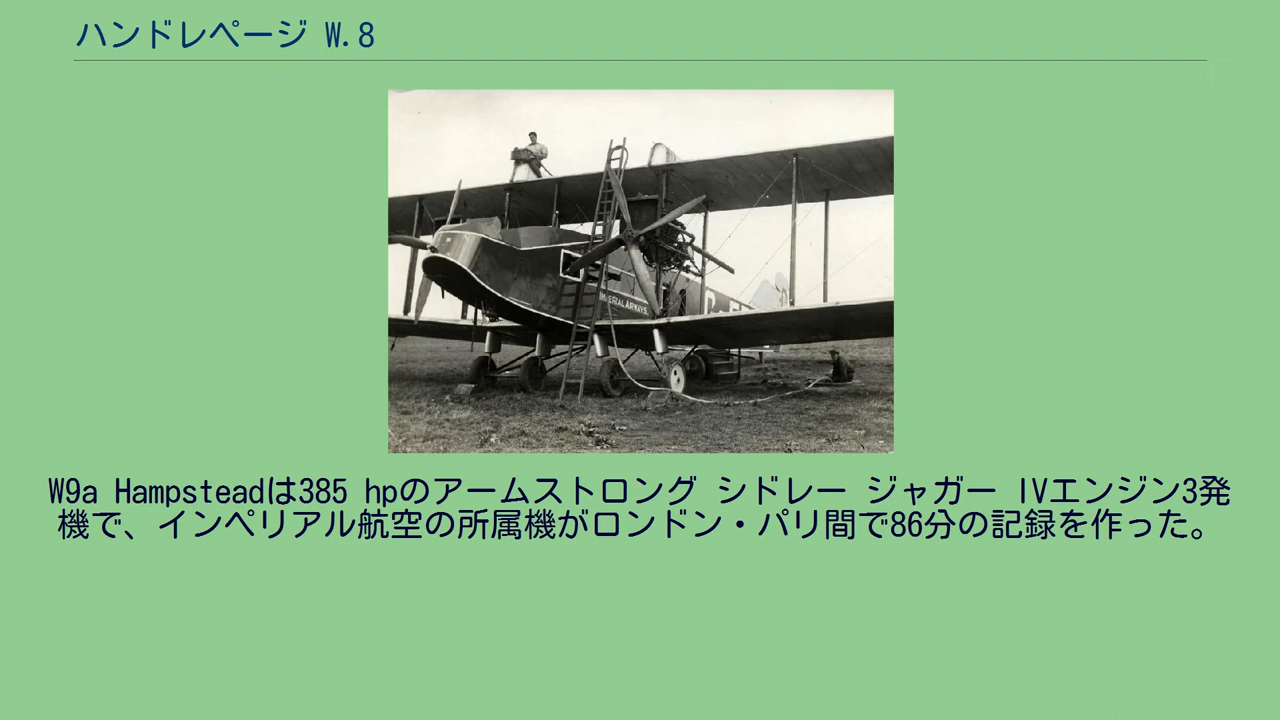 ハンドレページ W.8
IMPERIAL AIRWAYS.
W9a Hampsteadは385 hpのアームストロング シドレー ジャガー IVエンジン3発
機で、インペリアル航空の所属機がロンドン・パリ間で86分の記録を作った。